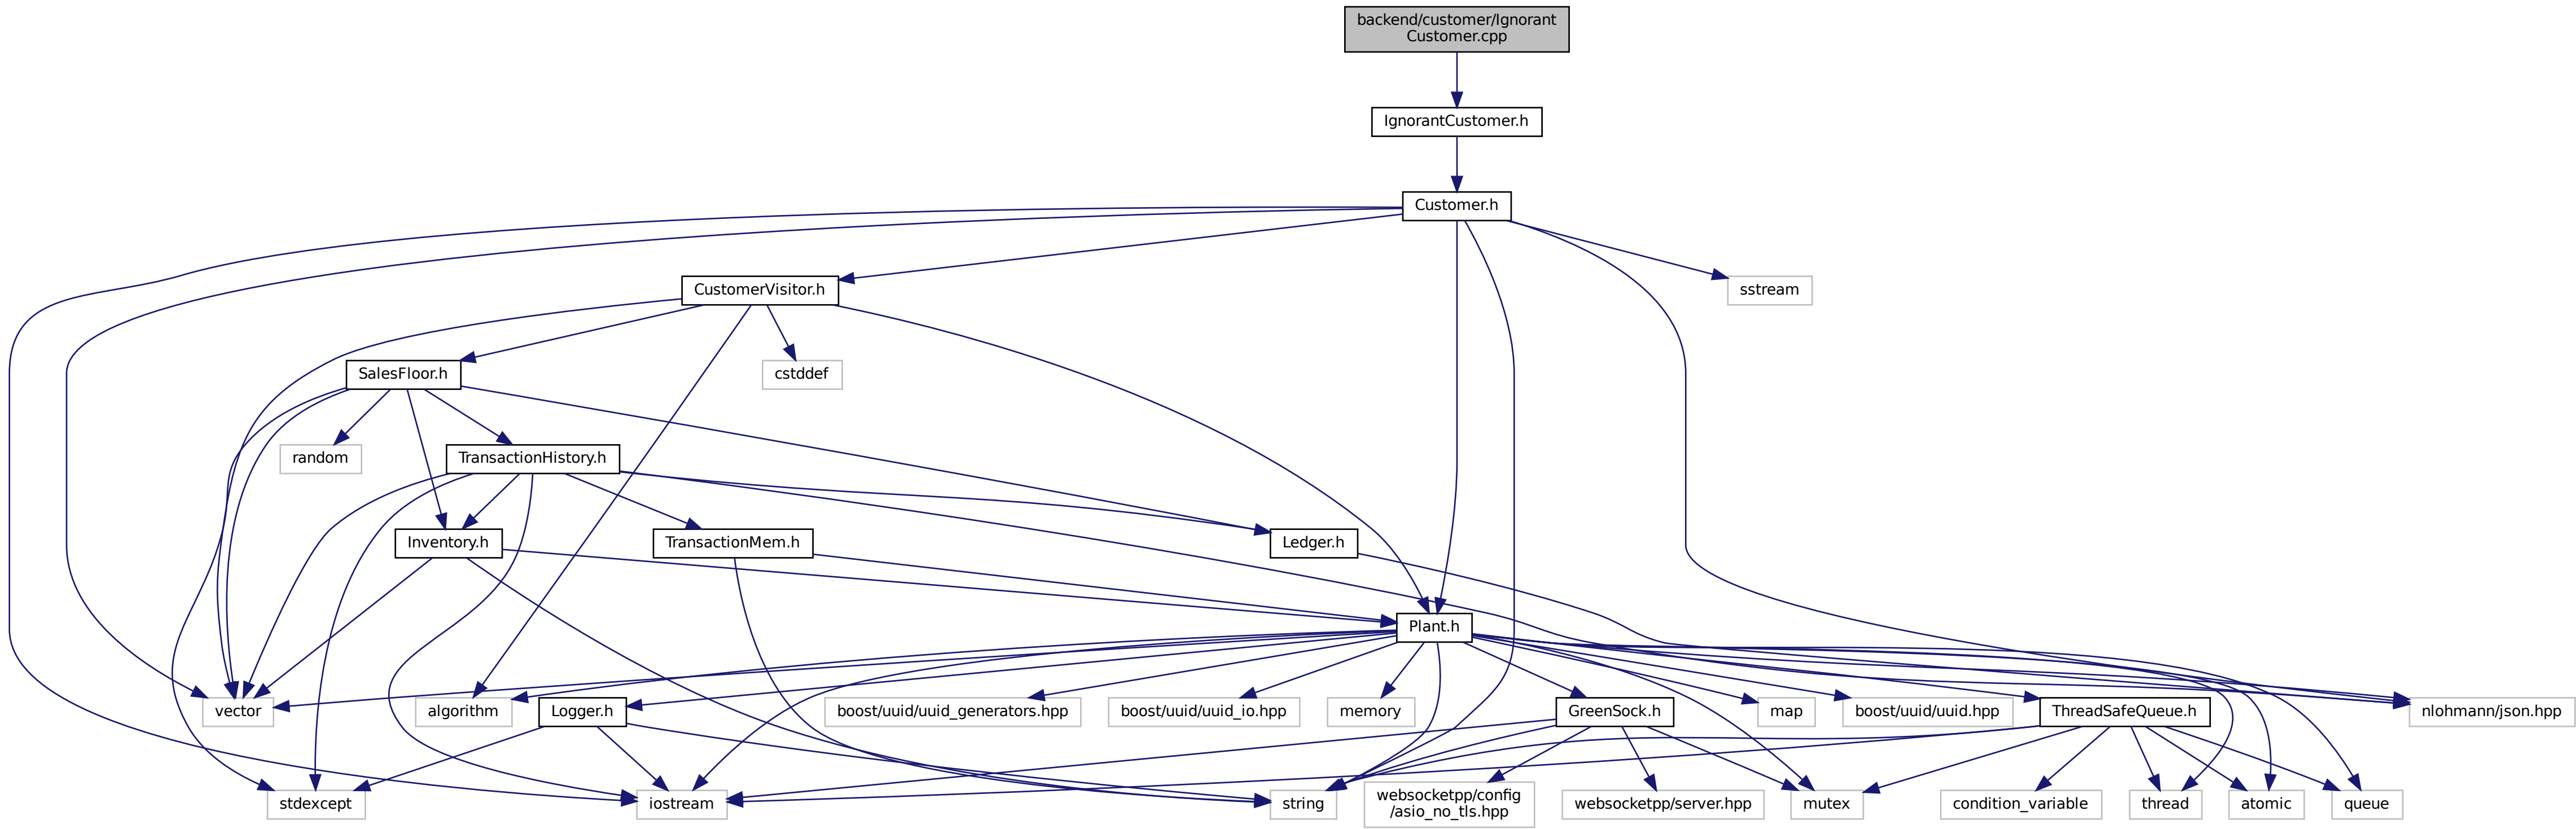 backend/customer/Ignorant
Customer.cpp
IgnorantCustomer.h
Customer.h
CustomerVisitor.h
sstream
SalesFloor.h
cstddef
random
TransactionHistory.h
Inventory.h
TransactionMem.h
Ledger.h
Plant.h
vector
algorithm
Logger.h
boost/uuid/uuid_generators.hpp
boost/uuid/uuid_io.hpp
memory
GreenSock.h
map
boost/uuid/uuid.hpp
ThreadSafeQueue.h
nlohmann/json.hpp
stdexcept
iostream
string
websocketpp/config
/asio_no_tls.hpp
websocketpp/server.hpp
mutex
condition_variable
thread
atomic
queue